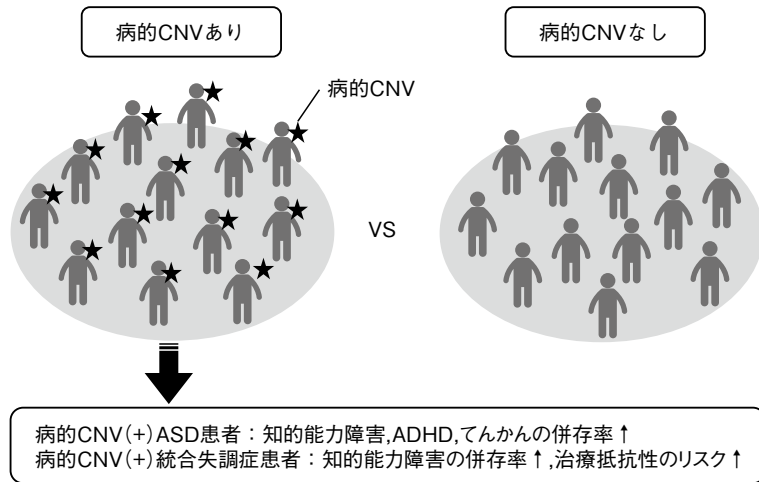 病的CNVあり
病的CNVなし
病的CNV
VS
病的CNV(+)ASD患者：知的能力障害,ADHD,てんかんの併存率↑
病的CNV(+)統合失調症患者：知的能力障害の併存率↑,治療抵抗性のリスク↑